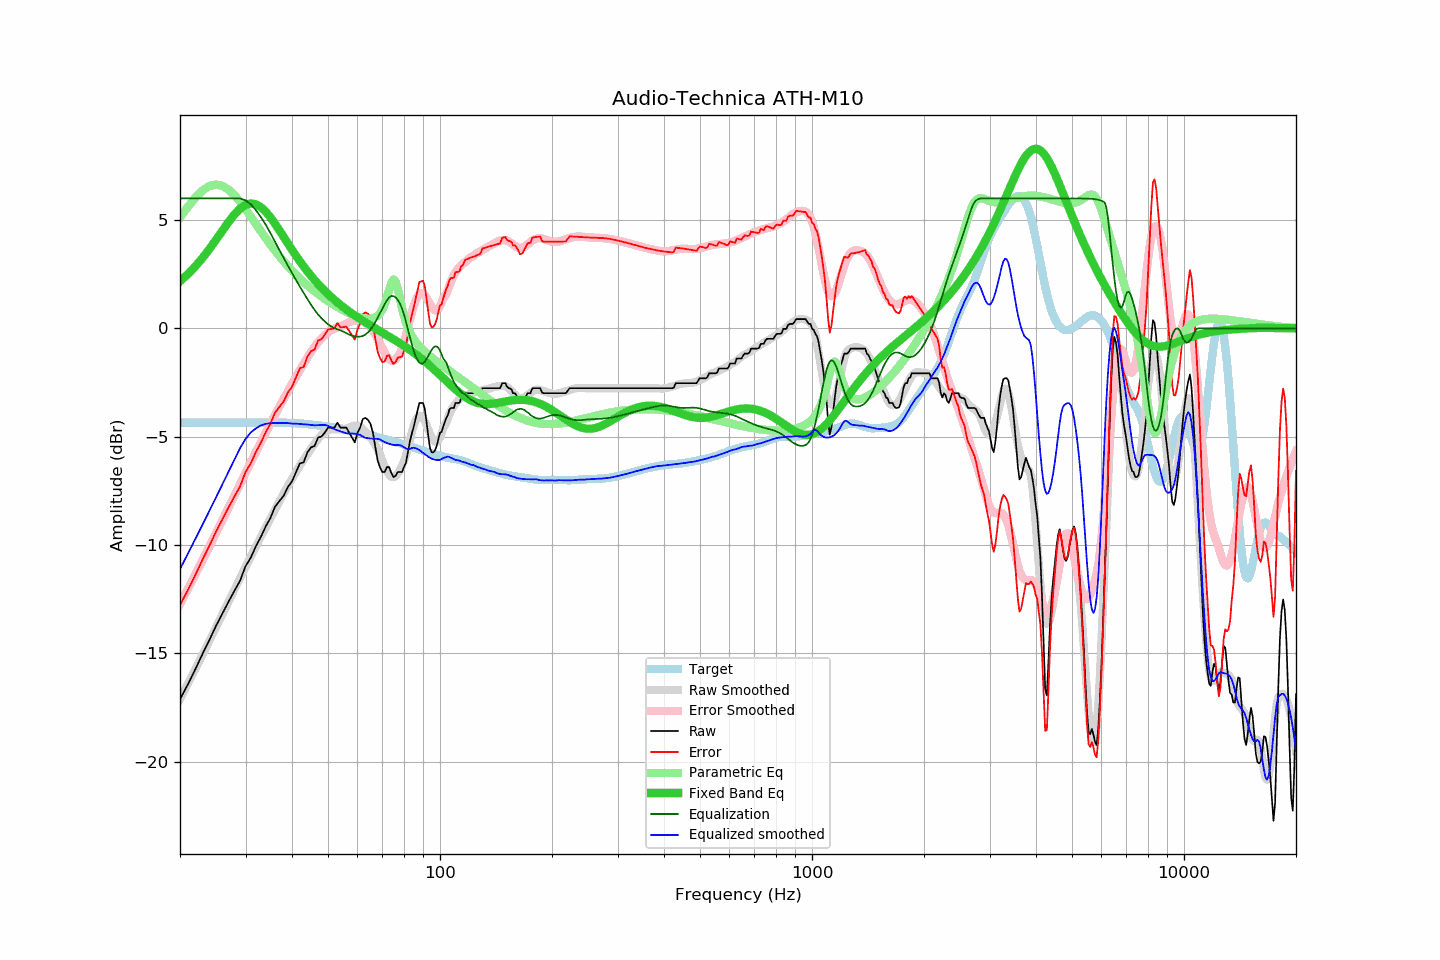 Audio-Technica ATH-M10
Amplitude (dBr)
5
0
−5
−10
−15
−20
Target
Raw Smoothed
Error Smoothed
Raw
Error
Parametric Eq
Fixed Band Eq
Equalization
Equalized smoothed
100 1000 10000
Frequency (Hz)